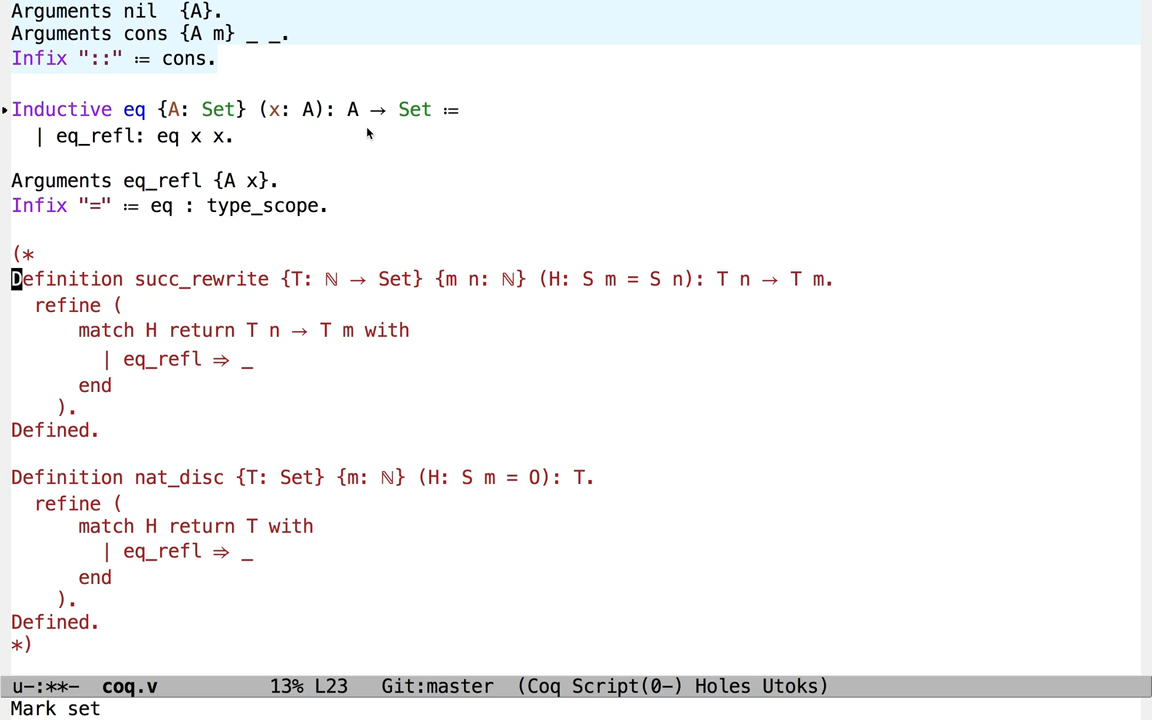 Arguments nil  {A}.
Arguments cons {A m} _ _.
Infix "::" ≔ cons.
Inductive eq {A: Set} (x: A): A → Set ≔
  | eq_refl: eq x x.
Arguments eq_refl {A x}.
Infix "=" ≔ eq : type_scope.
(*
Definition succ_rewrite {T: ℕ → Set} {m n: ℕ} (H: S m = S n): T n → T m.
  refine (
      match H return T n → T m with
        | eq_refl ⇒ _
      end
    ).
Defined.
Definition nat_disc {T: Set} {m: ℕ} (H: S m = O): T.
  refine (
      match H return T with
        | eq_refl ⇒ _
      end
    ).
Defined.
*)
u-:**-  coq.v          13% L23   Git:master  (Coq Script(0-) Holes Utoks)
Mark set